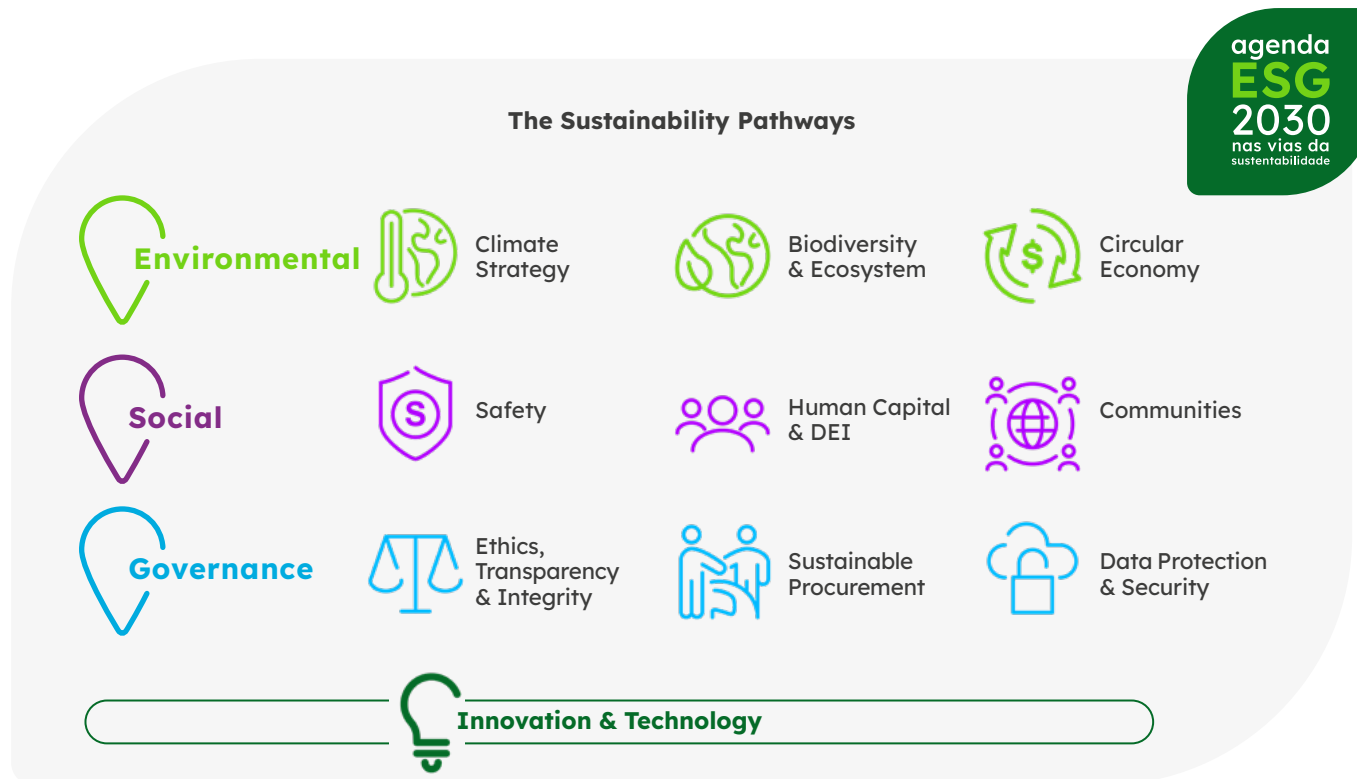 agenda
ESG
2030
nas vias da
sustentabilidade
The Sustainability Pathways
Environmental
Climate
Strategy
Biodiversity
& Ecosystem
$
Circular
Economy
Social
S
Safety
Human Capital
& DEI
Communities
Governance
Ethics,
Transparency
& Integrity
Sustainable
Procurement
Data Protection
& Security
Innovation & Technology